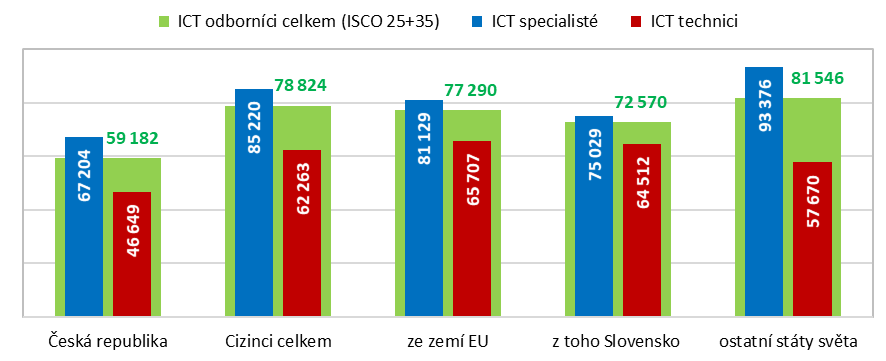 ICT odborníci celkem (ISCO 25+35) ICT specialisté ICT technici
59 182 67 204 46 649
78 824 85 220 62 263
77 290 81 129 65 707
72 570 75 029 64 512
81 546 93 376 57 670
Česká republika Cizinci celkem ze zemí EU z toho Slovensko ostatní státy světa